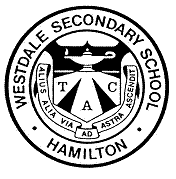 WESTDALE SECONDARY SCHOOL
· HAMILTON ·
T C
A
ALIUS ALIA VIA AD ASTRA ASCENDIT